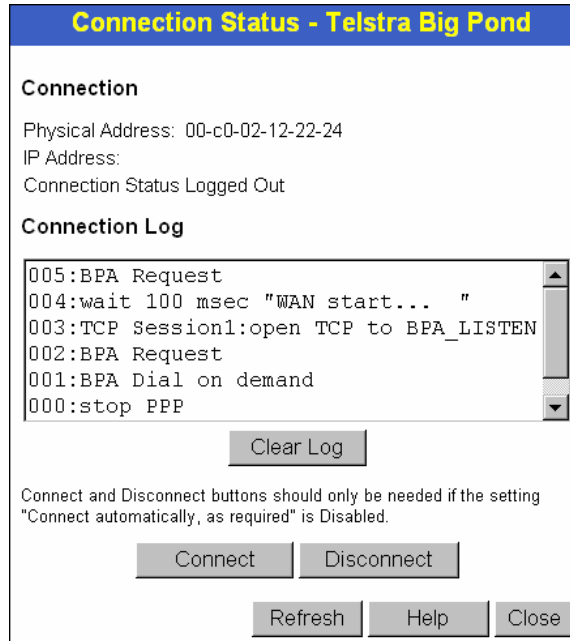 Connection Status - Telstra Big Pond
Connection
Physical Address: 00-c0-02-12-22-24
IP Address:
Connection Status Logged Out
Connection Log
005:BPA Request
004:wait 100 msec "WAN start... "
003:TCP Session1:open TCP to BPA_LISTEN
002:BPA Request
001:BPA Dial on demand
000:stop PPP
Clear Log
Connect and Disconnect buttons should only be needed if the setting
"Connect automatically, as required" is Disabled.
Connect Disconnect
Refresh Help Close